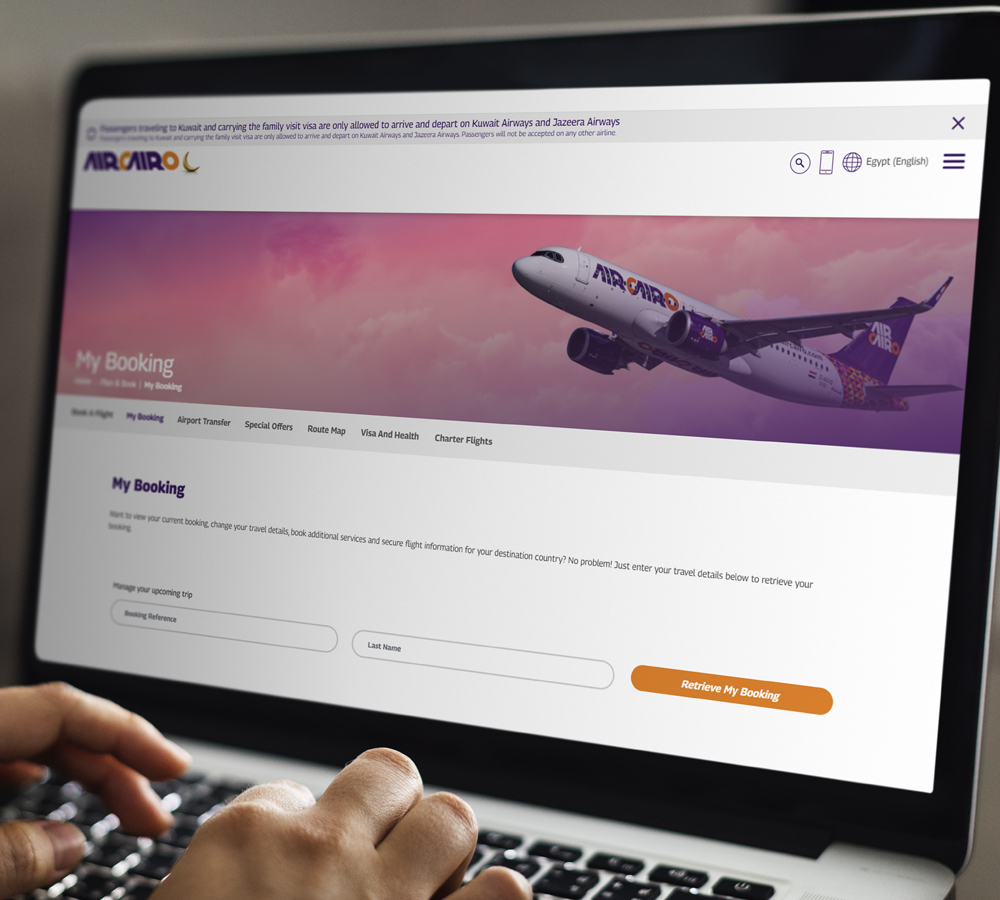 Passengers traveling to Kuwait and carrying the family visit visa are only allowed to arrive and depart on Kuwait Airways and Jazeera Airways
Passengers traveling to Kuwait and carrying the family visit visa are only allowed to arrive and depart on Kuwait Airways and Jazeera Airways. Passengers will not be accepted on any other airline.
AIRCAIRO
Egypt (English)
AIRCAIRO
AIR
CAIRO
AIR
CAIRO
My Booking
Home Plan & Book | My Booking
Book A Flight My Booking Airport Transfer Special Offers Route Map Visa And Health Charter Flights
My Booking
Want to view your current booking, change your travel details, book additional services and secure flight information for your destination country? No problem! Just enter your travel details below to retrieve your
booking.
Manage your upcoming trip
Booking Reference
Last Name
Retrieve My Booking